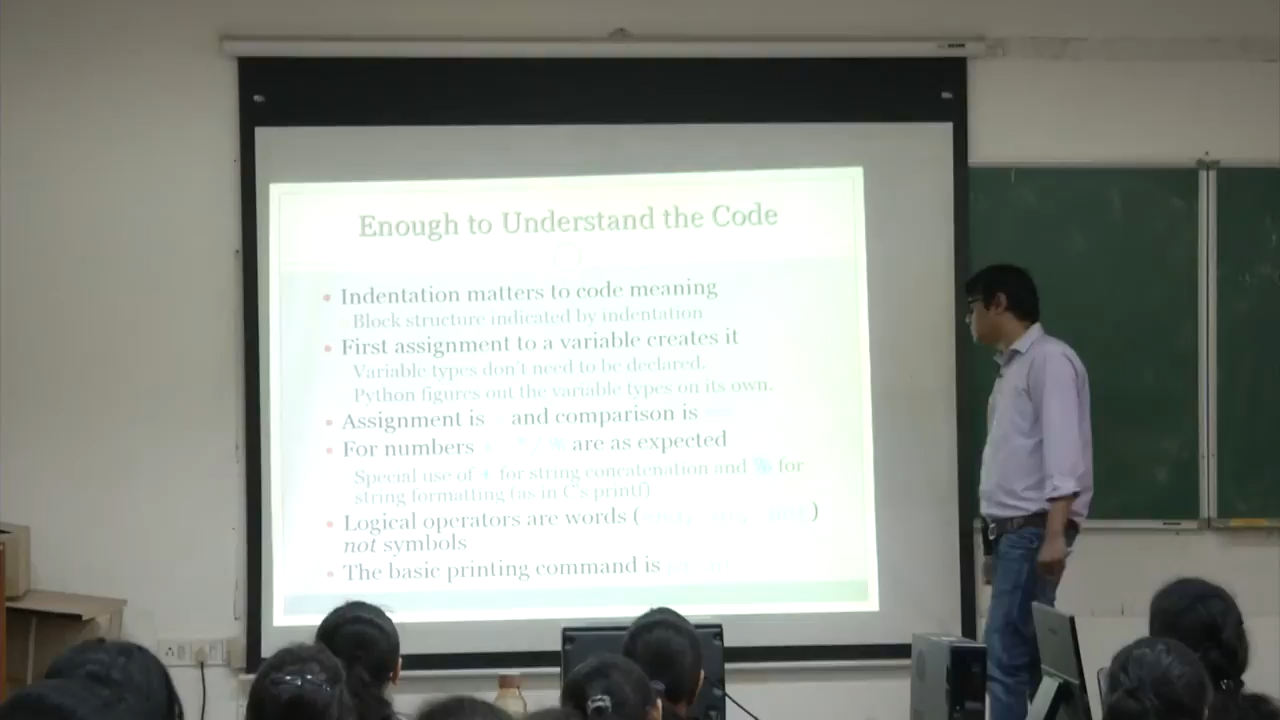 Enough to Understand the Code
• Indentation matters to code meaning
Block structure indicated by indentation
• First assignment to a variable creates it
Variable types don't need to be declared.
Python figures out the variable types on its own.
• Assignment is and comparison is
• For numbers + - * / % are as expected
Special use of + for string concatenation and % for
string formatting (as in C's printf)
• Logical operators are words (and, or, not)
not symbols
• The basic printing command is